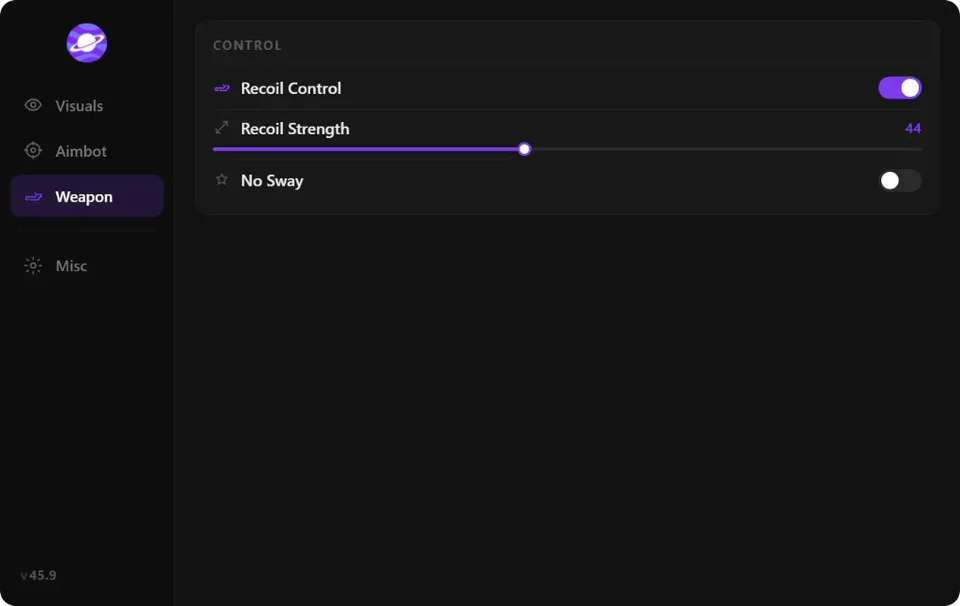 Visuals
Aimbot
Weapon
Misc
v45.9
CONTROL
Recoil Control
Recoil Strength 44
No Sway